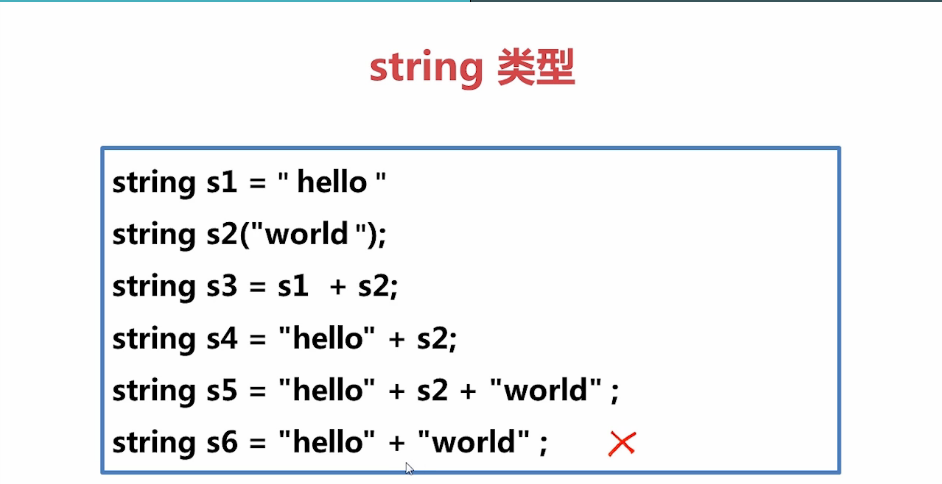 string 类型
string s1 = " hello "
string s2("world ");
string s3 = s1  + s2;
string s4 = "hello" + s2;
string s5 = "hello" + s2 + "world" ;
string s6 = "hello" + "world" ;